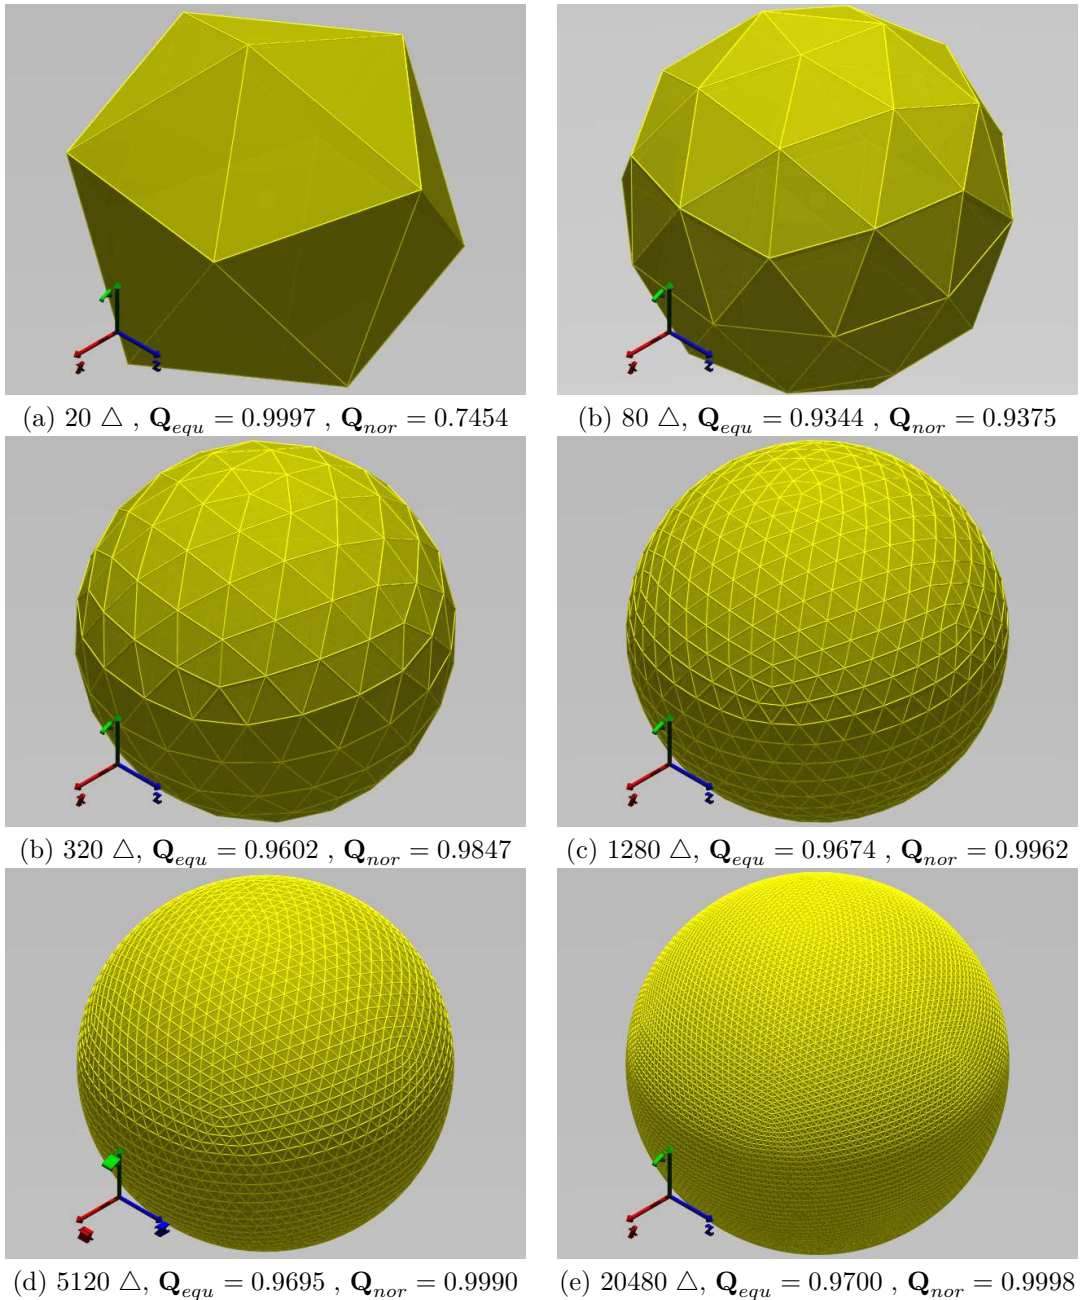 (a) 20 △ , Q_equ = 0.9997 , Q_nor = 0.7454
(b) 80 △, Q_equ = 0.9344 , Q_nor = 0.9375
(b) 320 △, Q_equ = 0.9602 , Q_nor = 0.9847
(c) 1280 △, Q_equ = 0.9674 , Q_nor = 0.9962
(d) 5120 △, Q_equ = 0.9695 , Q_nor = 0.9990
(e) 20480 △, Q_equ = 0.9700 , Q_nor = 0.9998